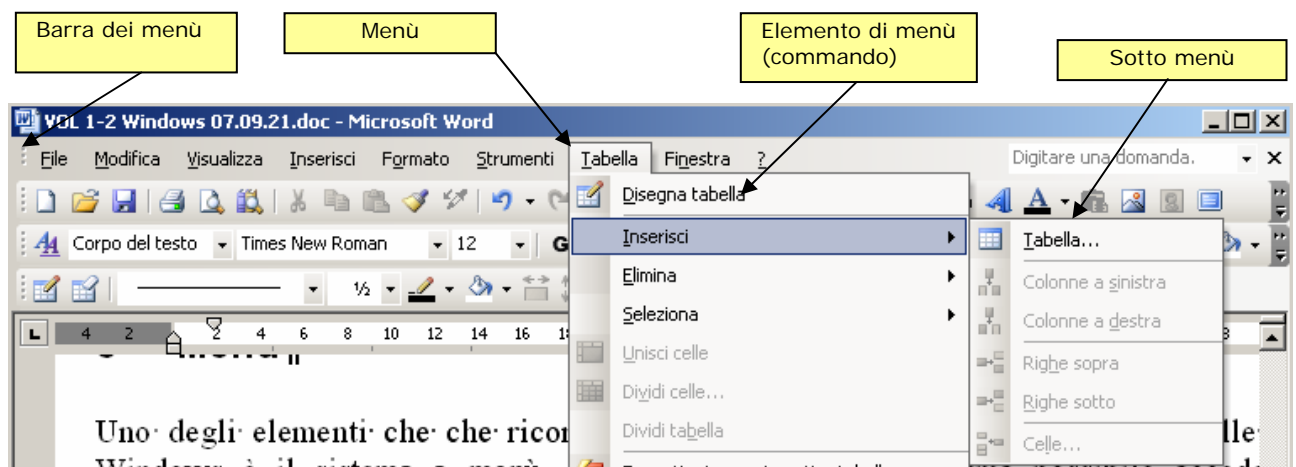 Barra dei menù
Menù
Elemento di menù
(commando)
Sotto menù
VOL 1-2 Windows 07.09.21.doc - Microsoft Word
File Modifica Visualizza Inserisci Formato Strumenti Tabella Finestra ? Digitare una domanda.
Disegna tabella
Corpo del testo Times New Roman 12 G
Inserisci
Tabella...
Elimina
Colonne a sinistra
½
Seleziona
Colonne a destra
4 2 2 4 6 8 10 12 14 16
Unisci celle
Righe sopra
Dividi celle...
Righe sotto
Dividi tabella
Celle...
Uno degli elementi che che